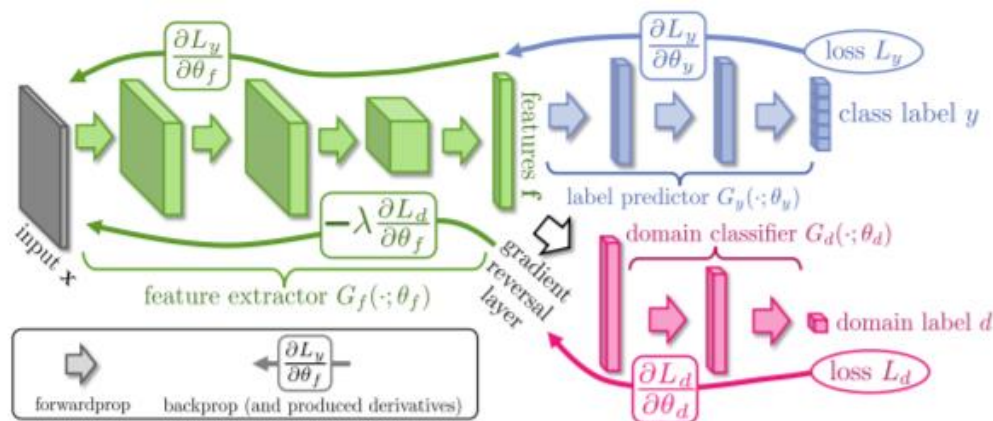 ∂L_y/∂θ_f
∂L_y/∂θ_y
loss L_y
features f
class label y
label predictor G_y(·;θ_y)
input x
−λ ∂L_d/∂θ_f
feature extractor G_f(·;θ_f)
gradient
reversal
layer
domain classifier G_d(·;θ_d)
domain label d
∂L_d/∂θ_d
loss L_d
∂L_y/∂θ_f
forwardprop
backprop (and produced derivatives)